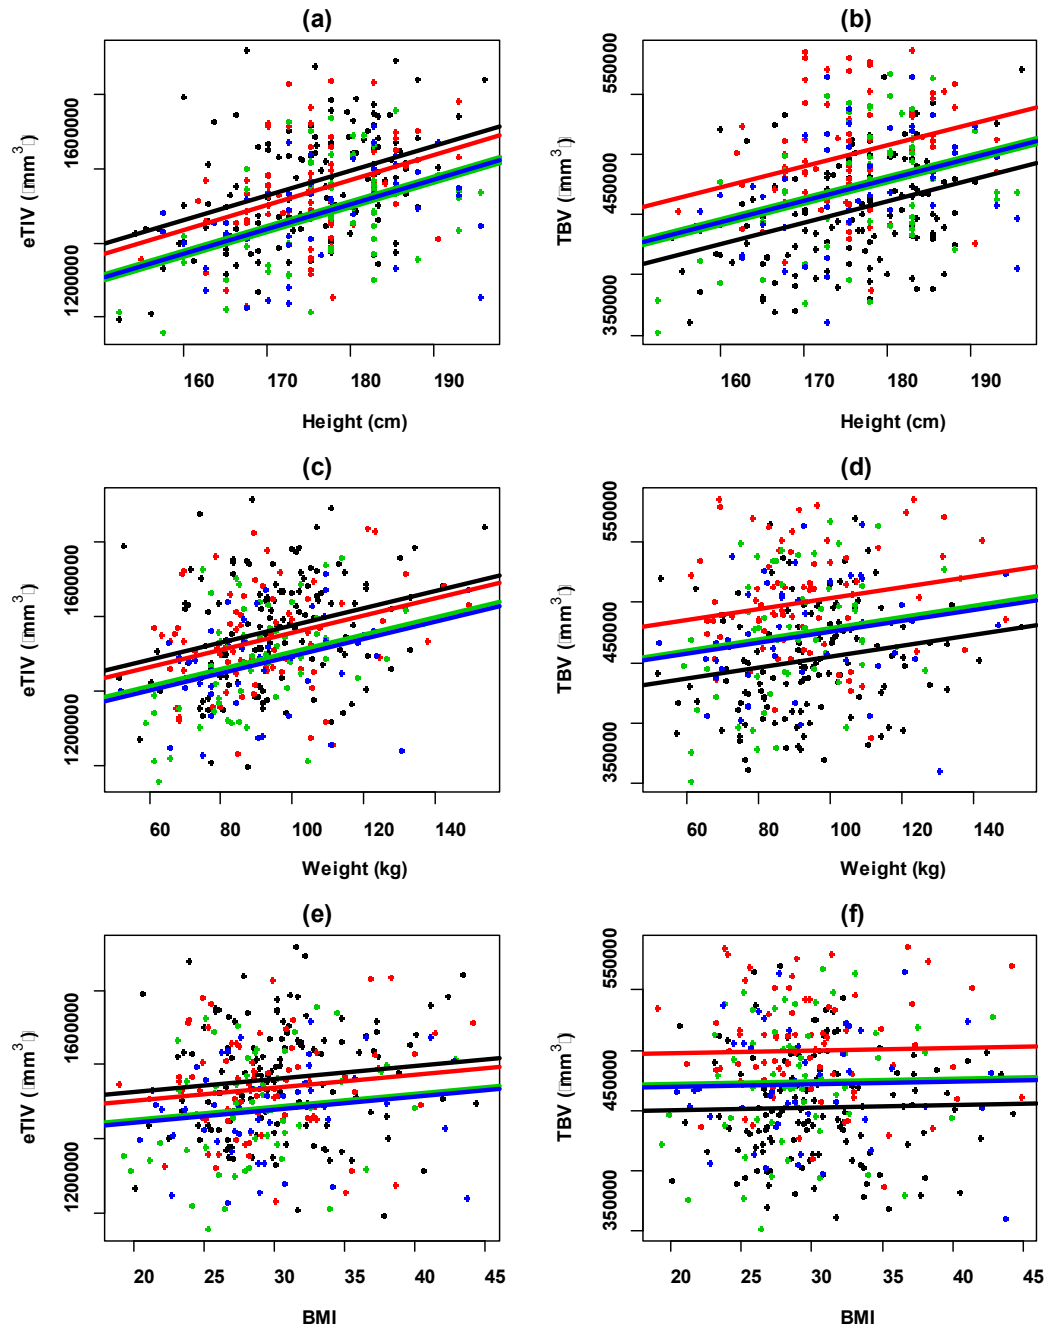 (a)
eTIV (□mm³□)
1200000
1600000
160
170
180
190
Height (cm)
(b)
TBV (□mm³□)
350000
450000
550000
160
170
180
190
Height (cm)
(c)
eTIV (□mm³□)
1200000
1600000
60
80
100
120
140
Weight (kg)
(d)
TBV (□mm³□)
350000
450000
550000
60
80
100
120
140
Weight (kg)
(e)
eTIV (□mm³□)
1200000
1600000
20
25
30
35
40
45
BMI
(f)
TBV (□mm³□)
350000
450000
550000
20
25
30
35
40
45
BMI